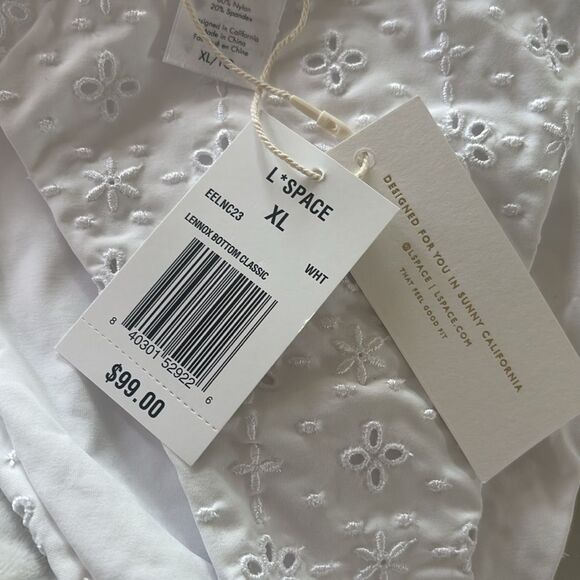 20% Spandex
Designed in California
Made in China
Fabriqué en Chine
XL/
L*SPACE
XL
EELNC23
WHT
LENNOX BOTTOM CLASSIC
8 40301 52922 6
$99.00
DESIGNED FOR YOU IN SUNNY CALIFORNIA
@LSPACE | LSPACE.COM
THAT FEEL GOOD FIT